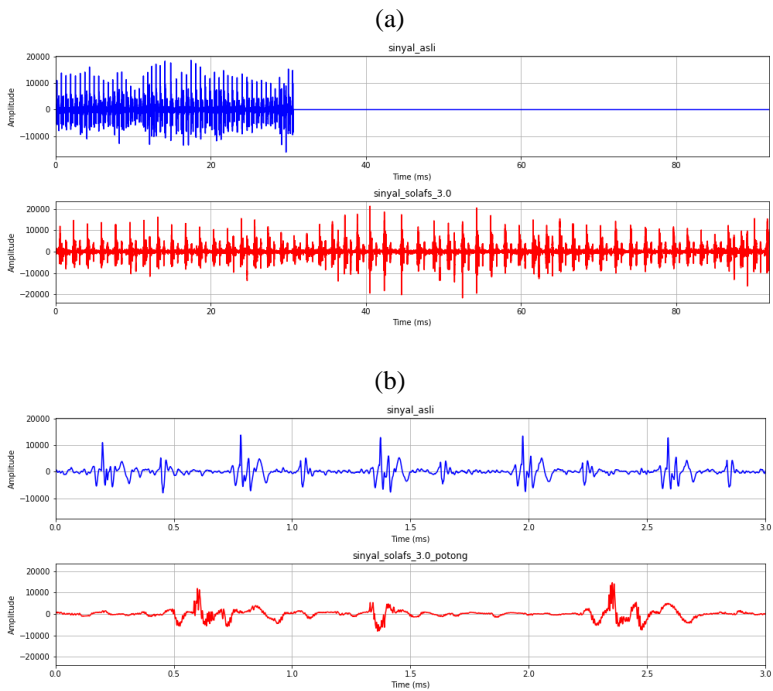 (a)
sinyal_asli
20000
10000
0
−10000
Amplitude
0 20 40 60 80
Time (ms)
sinyal_solafs_3.0
20000
10000
0
−10000
−20000
Amplitude
0 20 40 60 80
Time (ms)
(b)
sinyal_asli
20000
10000
0
−10000
Amplitude
0.0 0.5 1.0 1.5 2.0 2.5 3.0
Time (ms)
sinyal_solafs_3.0_potong
20000
10000
0
−10000
−20000
Amplitude
0.0 0.5 1.0 1.5 2.0 2.5 3.0
Time (ms)